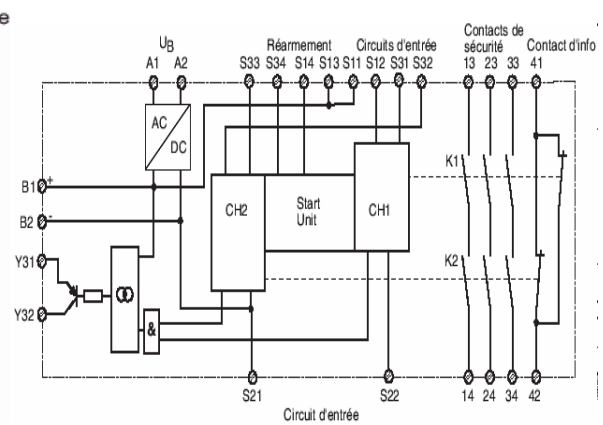 e
UB
Réarmement
Circuits d'entrée
Contacts de
sécurité
Contact d'info
A1 A2 S33 S34 S14 S13 S11 S12 S31 S32 13 23 33 41
AC
DC
B1 +
B2 -
Y31
Y32
&
CH2
Start
Unit
CH1
K1
K2
S21 S22 14 24 34 42
Circuit d'entrée